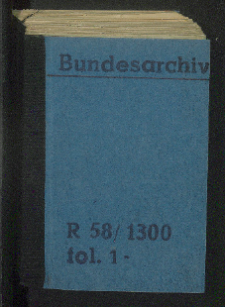 Bundesarchiv
R 58/1300
fol. 1-